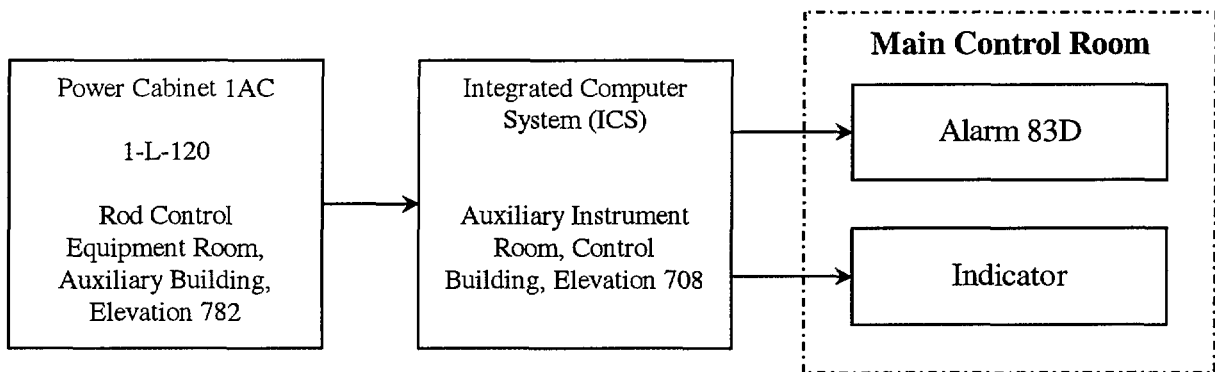 Power Cabinet 1AC
1-L-120
Rod Control
Equipment Room,
Auxiliary Building,
Elevation 782
Integrated Computer
System (ICS)
Auxiliary Instrument
Room, Control
Building, Elevation 708
Main Control Room
Alarm 83D
Indicator